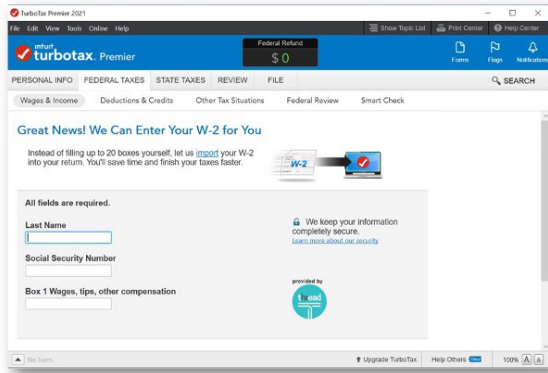 TurboTax Premier 2021
File Edit View Tools Online Help
Show Topic List Print Center Help Center
intuit
turbotax. Premier
Federal Refund
$ 0
Forms Flags Notifications
PERSONAL INFO FEDERAL TAXES STATE TAXES REVIEW FILE
SEARCH
Wages & Income Deductions & Credits Other Tax Situations Federal Review Smart Check
Great News! We Can Enter Your W-2 for You
Instead of filling up to 20 boxes yourself, let us import your W-2
into your return. You'll save time and finish your taxes faster.
W-2
All fields are required.
Last Name
We keep your information
completely secure.
Learn more about our security
Social Security Number
Box 1 Wages, tips, other compensation
provided by
thread
No Form
Upgrade TurboTax Help Others 100% A A